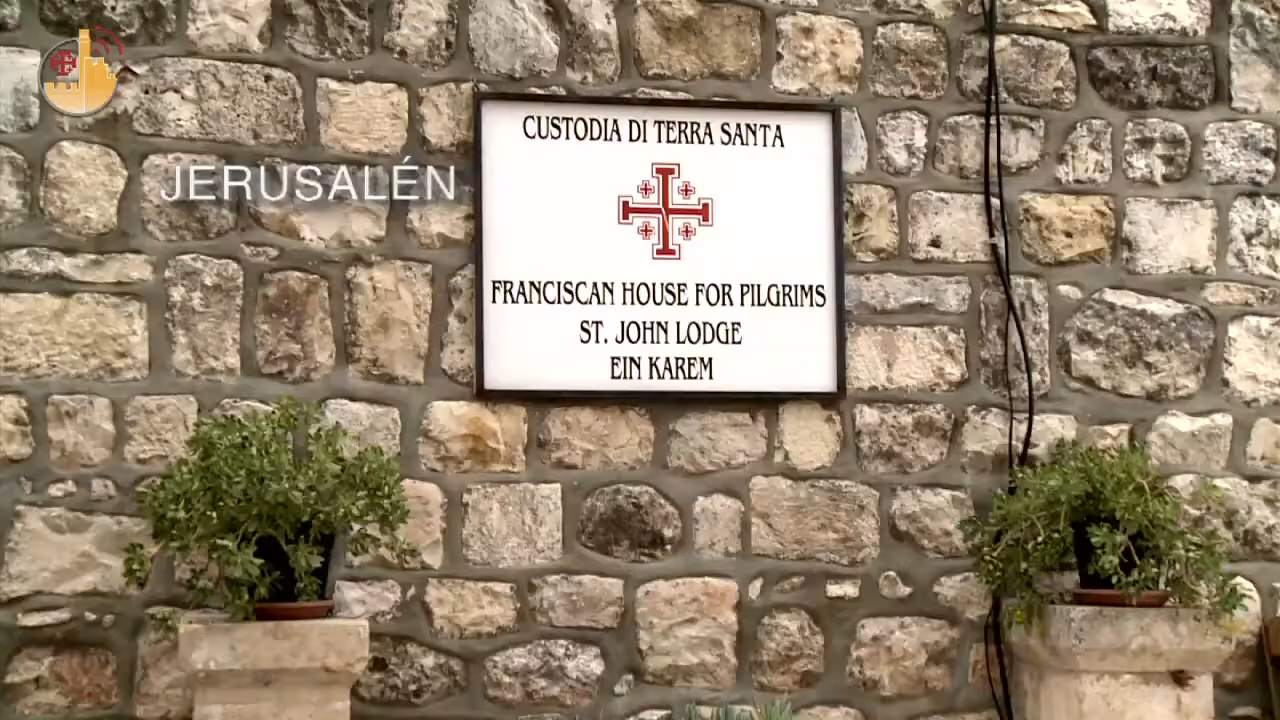 JERUSALÉN
CUSTODIA DI TERRA SANTA
FRANCISCAN HOUSE FOR PILGRIMS
ST. JOHN LODGE
EIN KAREM